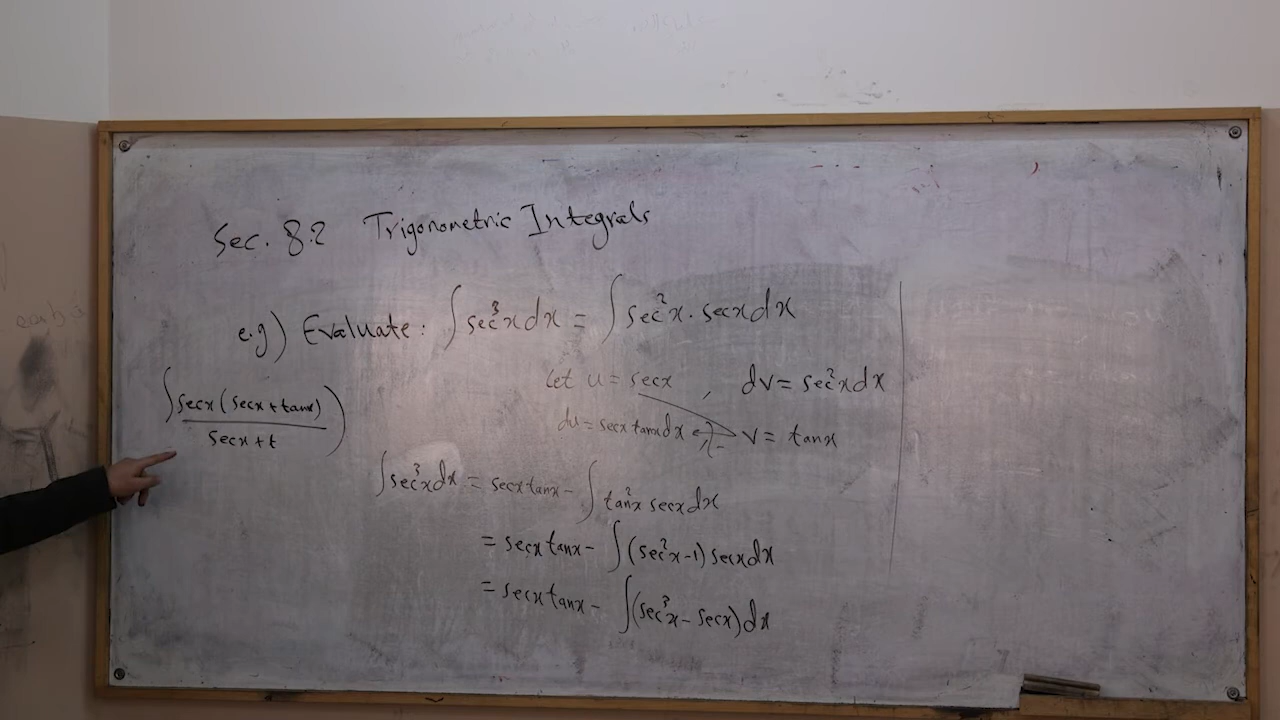 Sec. 8.2 Trigonometric Integrals
e.g) Evaluate: ∫sec³x dx = ∫sec²x · secx dx
let u = secx , dv = sec²x dx
du = secx tanx dx v = tanx
∫secx(secx + tanx) / secx + t )
∫sec³x dx = secx tanx - ∫tan²x secx dx
= secx tanx - ∫(sec²x - 1) secx dx
= secx tanx - ∫(sec³x - secx) dx